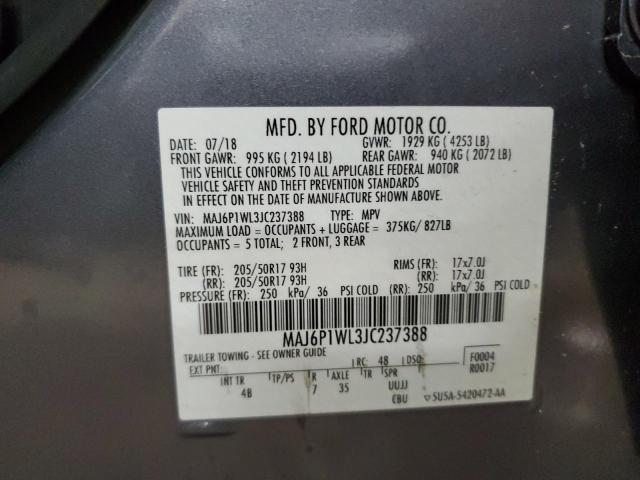 MFD. BY FORD MOTOR CO.
DATE: 07/18 GVWR: 1929 KG ( 4253 LB)
FRONT GAWR: 995 KG ( 2194 LB) REAR GAWR: 940 KG ( 2072 LB)
THIS VEHICLE CONFORMS TO ALL APPLICABLE FEDERAL MOTOR
VEHICLE SAFETY AND THEFT PREVENTION STANDARDS
IN EFFECT ON THE DATE OF MANUFACTURE SHOWN ABOVE.
VIN: MAJ6P1WL3JC237388 TYPE: MPV
MAXIMUM LOAD = OCCUPANTS + LUGGAGE = 375KG/ 827LB
OCCUPANTS = 5 TOTAL; 2 FRONT, 3 REAR
TIRE (FR): 205/50R17 93H RIMS (FR): 17x7.0J
(RR): 205/50R17 93H (RR): 17x7.0J
PRESSURE (FR): 250 kPa/ 36 PSI COLD (RR): 250 kPa/ 36 PSI COLD
MAJ6P1WL3JC237388
TRAILER TOWING - SEE OWNER GUIDE
EXT PNT: RC: 48 DSO: F0004
R0017
INT TR TP/PS R AXLE TR SPR
4B 7 35 UUJJ
CBU 5U5A-5420472-AA